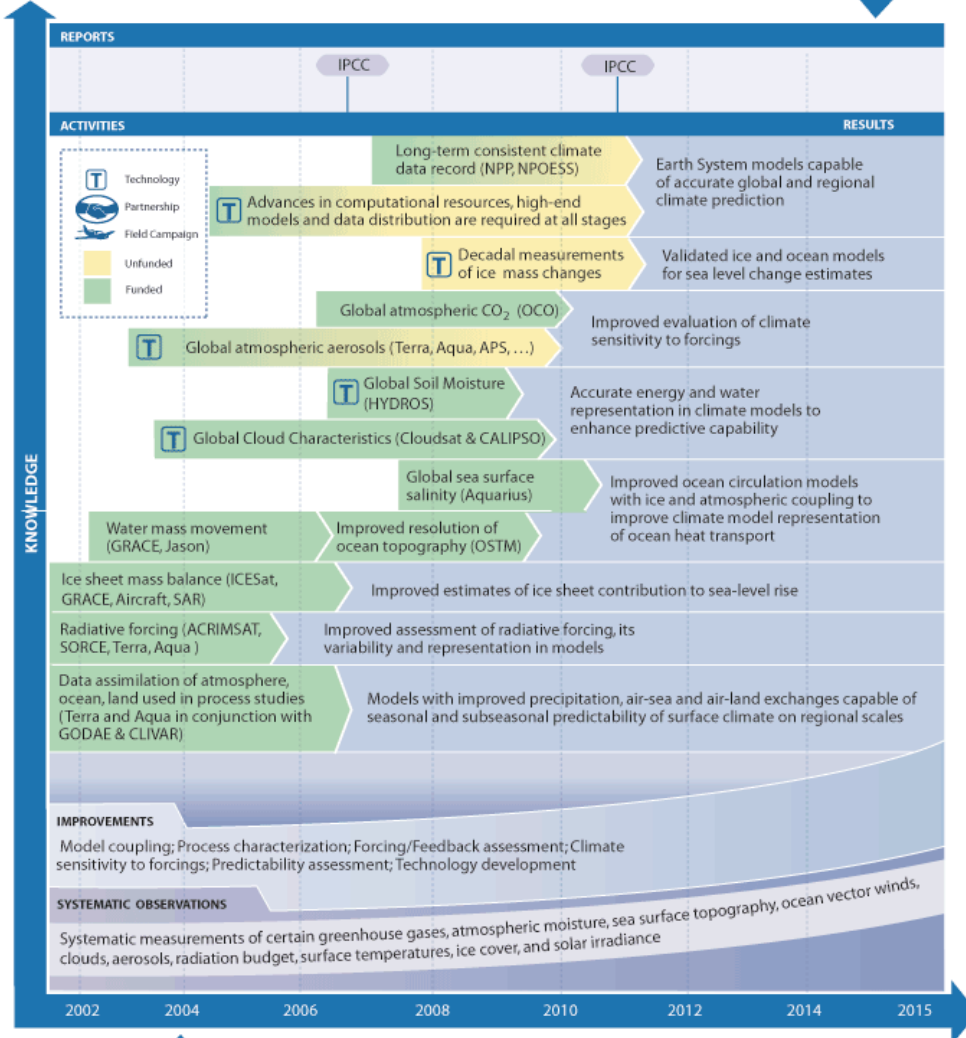 REPORTS
IPCC
IPCC
ACTIVITIES
RESULTS
T
Technology
Partnership
Field Campaign
Unfunded
Funded
Long-term consistent climate
data record (NPP, NPOESS)
T
Advances in computational resources, high-end
models and data distribution are required at all stages
Earth System models capable
of accurate global and regional
climate prediction
T
Decadal measurements
of ice mass changes
Validated ice and ocean models
for sea level change estimates
Global atmospheric CO2 (OCO)
T
Global atmospheric aerosols (Terra, Aqua, APS, ...)
Improved evaluation of climate
sensitivity to forcings
T
Global Soil Moisture
(HYDROS)
T
Global Cloud Characteristics (Cloudsat & CALIPSO)
Accurate energy and water
representation in climate models to
enhance predictive capability
Global sea surface
salinity (Aquarius)
Water mass movement
(GRACE, Jason)
Improved resolution of
ocean topography (OSTM)
Improved ocean circulation models
with ice and atmospheric coupling to
improve climate model representation
of ocean heat transport
Ice sheet mass balance (ICESat,
GRACE, Aircraft, SAR)
Improved estimates of ice sheet contribution to sea-level rise
Radiative forcing (ACRIMSAT,
SORCE, Terra, Aqua )
Improved assessment of radiative forcing, its
variability and representation in models
Data assimilation of atmosphere,
ocean, land used in process studies
(Terra and Aqua in conjunction with
GODAE & CLIVAR)
Models with improved precipitation, air-sea and air-land exchanges capable of
seasonal and subseasonal predictability of surface climate on regional scales
KNOWLEDGE
IMPROVEMENTS
Model coupling; Process characterization; Forcing/Feedback assessment; Climate
sensitivity to forcings; Predictability assessment; Technology development
SYSTEMATIC OBSERVATIONS
Systematic measurements of certain greenhouse gases, atmospheric moisture, sea surface topography, ocean vector winds,
clouds, aerosols, radiation budget, surface temperatures, ice cover, and solar irradiance
2002 2004 2006 2008 2010 2012 2014 2015